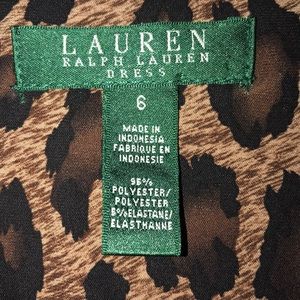 LAUREN
RALPH LAUREN
DRESS
6
MADE IN
INDONESIA
FABRIQUE EN
INDONESIE
95%
POLYESTER/
POLYESTER
5%ELASTANE/
ELASTHANNE